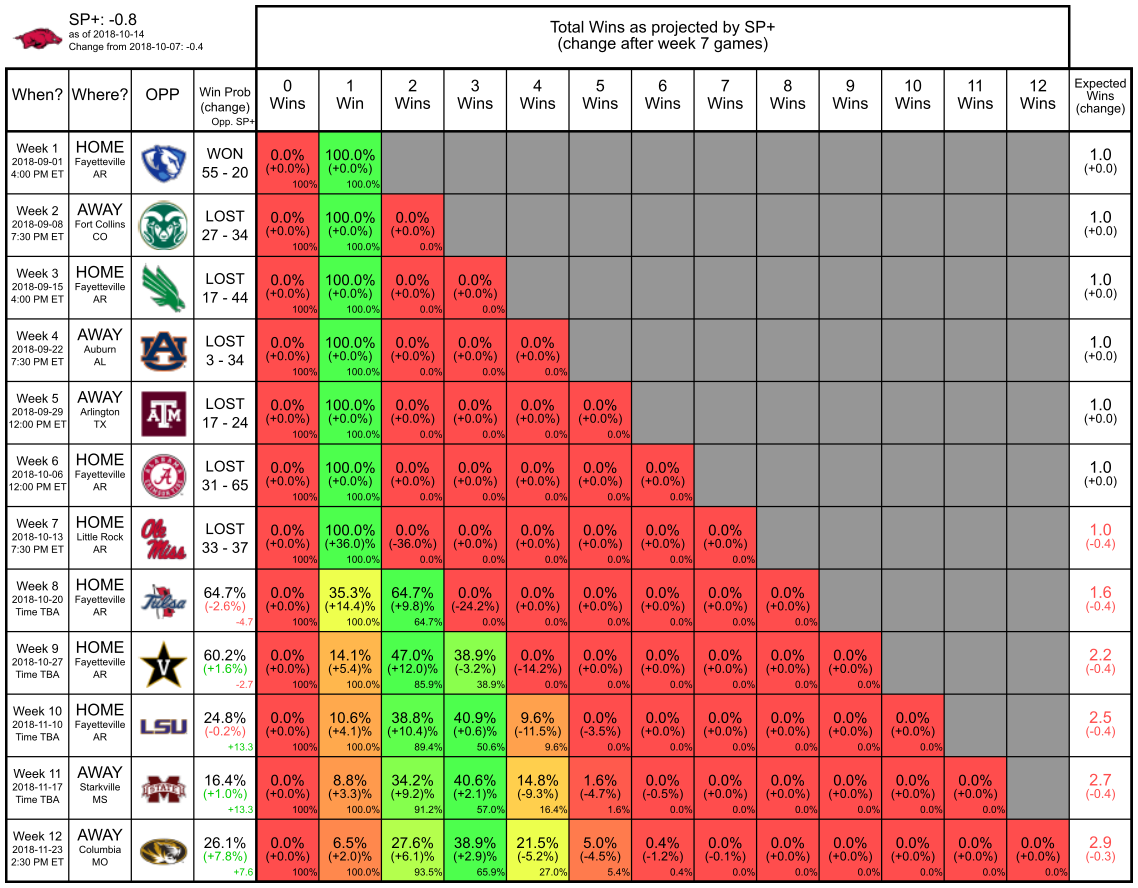 SP+: -0.8
as of 2018-10-14
Change from 2018-10-07: -0.4
Total Wins as projected by SP+
(change after week 7 games)
When? Where? OPP Win Prob (change) Opp. SP+ 0 Wins 1 Win 2 Wins 3 Wins 4 Wins 5 Wins 6 Wins 7 Wins 8 Wins 9 Wins 10 Wins 11 Wins 12 Wins Expected Wins (change)
Week 1 HOME WON 0.0% 100.0% 1.0
2018-09-01 Fayetteville (+0.0%) (+0.0%) (+0.0)
4:00 PM ET AR 55 - 20 100% 100.0%
Week 2 AWAY LOST 0.0% 100.0% 0.0% 1.0
2018-09-08 Fort Collins (+0.0%) (+0.0%) (+0.0%) (+0.0)
7:30 PM ET CO 27 - 34 100% 100.0% 0.0%
Week 3 HOME LOST 0.0% 100.0% 0.0% 0.0% 1.0
2018-09-15 Fayetteville (+0.0%) (+0.0%) (+0.0%) (+0.0%) (+0.0)
4:00 PM ET AR 17 - 44 100% 100.0% 0.0% 0.0%
Week 4 AWAY LOST 0.0% 100.0% 0.0% 0.0% 0.0% 1.0
2018-09-22 Auburn (+0.0%) (+0.0%) (+0.0%) (+0.0%) (+0.0%) (+0.0)
7:30 PM ET AL 3 - 34 100% 100.0% 0.0% 0.0% 0.0%
Week 5 AWAY ATM LOST 0.0% 100.0% 0.0% 0.0% 0.0% 0.0% 1.0
2018-09-29 Arlington (+0.0%) (+0.0%) (+0.0%) (+0.0%) (+0.0%) (+0.0%) (+0.0)
12:00 PM ET TX 17 - 24 100% 100.0% 0.0% 0.0% 0.0% 0.0%
Week 6 HOME ALABAMA A LOST 0.0% 100.0% 0.0% 0.0% 0.0% 0.0% 0.0% 1.0
2018-10-06 Fayetteville (+0.0%) (+0.0%) (+0.0%) (+0.0%) (+0.0%) (+0.0%) (+0.0%) (+0.0)
12:00 PM ET AR 31 - 65 100% 100.0% 0.0% 0.0% 0.0% 0.0% 0.0%
Week 7 HOME Ole Miss LOST 0.0% 100.0% 0.0% 0.0% 0.0% 0.0% 0.0% 0.0% 1.0
2018-10-13 Little Rock (+0.0%) (+36.0)% (-36.0%) (+0.0%) (+0.0%) (+0.0%) (+0.0%) (+0.0%) (-0.4)
7:30 PM ET AR 33 - 37 100% 100.0% 0.0% 0.0% 0.0% 0.0% 0.0% 0.0%
Week 8 HOME Tulsa 64.7% 0.0% 35.3% 64.7% 0.0% 0.0% 0.0% 0.0% 0.0% 0.0% 1.6
2018-10-20 Fayetteville (-2.6%) (+0.0%) (+14.4)% (+9.8)% (-24.2%) (+0.0%) (+0.0%) (+0.0%) (+0.0%) (+0.0%) (-0.4)
Time TBA AR -4.7 100% 100.0% 64.7% 0.0% 0.0% 0.0% 0.0% 0.0% 0.0%
Week 9 HOME V 60.2% 0.0% 14.1% 47.0% 38.9% 0.0% 0.0% 0.0% 0.0% 0.0% 0.0% 2.2
2018-10-27 Fayetteville (+1.6%) (+0.0%) (+5.4)% (+12.0)% (-3.2%) (-14.2%) (+0.0%) (+0.0%) (+0.0%) (+0.0%) (+0.0%) (-0.4)
Time TBA AR -2.7 100% 100.0% 85.9% 38.9% 0.0% 0.0% 0.0% 0.0% 0.0% 0.0%
Week 10 HOME LSU 24.8% 0.0% 10.6% 38.8% 40.9% 9.6% 0.0% 0.0% 0.0% 0.0% 0.0% 0.0% 2.5
2018-11-10 Fayetteville (-0.2%) (+0.0%) (+4.1)% (+10.4)% (+0.6)% (-11.5%) (-3.5%) (+0.0%) (+0.0%) (+0.0%) (+0.0%) (+0.0%) (-0.4)
Time TBA AR +13.3 100% 100.0% 89.4% 50.6% 9.6% 0.0% 0.0% 0.0% 0.0% 0.0% 0.0%
Week 11 AWAY STATE 16.4% 0.0% 8.8% 34.2% 40.6% 14.8% 1.6% 0.0% 0.0% 0.0% 0.0% 0.0% 0.0% 2.7
2018-11-17 Starkville (+1.0%) (+0.0%) (+3.3)% (+9.2)% (+2.1)% (-9.3%) (-4.7%) (-0.5%) (+0.0%) (+0.0%) (+0.0%) (+0.0%) (+0.0%) (-0.4)
Time TBA MS +13.3 100% 100.0% 91.2% 57.0% 16.4% 1.6% 0.0% 0.0% 0.0% 0.0% 0.0% 0.0%
Week 12 AWAY 26.1% 0.0% 6.5% 27.6% 38.9% 21.5% 5.0% 0.4% 0.0% 0.0% 0.0% 0.0% 0.0% 0.0% 2.9
2018-11-23 Columbia (+7.8%) (+0.0%) (+2.0)% (+6.1)% (+2.9)% (-5.2%) (-4.5%) (-1.2%) (-0.1%) (+0.0%) (+0.0%) (+0.0%) (+0.0%) (+0.0%) (-0.3)
2:30 PM ET MO +7.6 100% 100.0% 93.5% 65.9% 27.0% 5.4% 0.4% 0.0% 0.0% 0.0% 0.0% 0.0% 0.0%